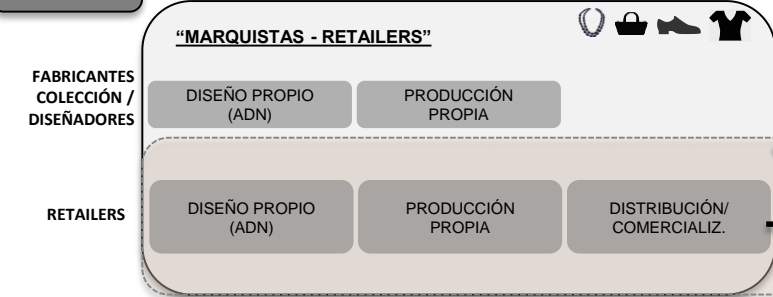 “MARQUISTAS - RETAILERS”
FABRICANTES
COLECCIÓN /
DISEÑADORES
DISEÑO PROPIO
(ADN)
PRODUCCIÓN
PROPIA
RETAILERS
DISEÑO PROPIO
(ADN)
PRODUCCIÓN
PROPIA
DISTRIBUCIÓN/
COMERCIALIZ.